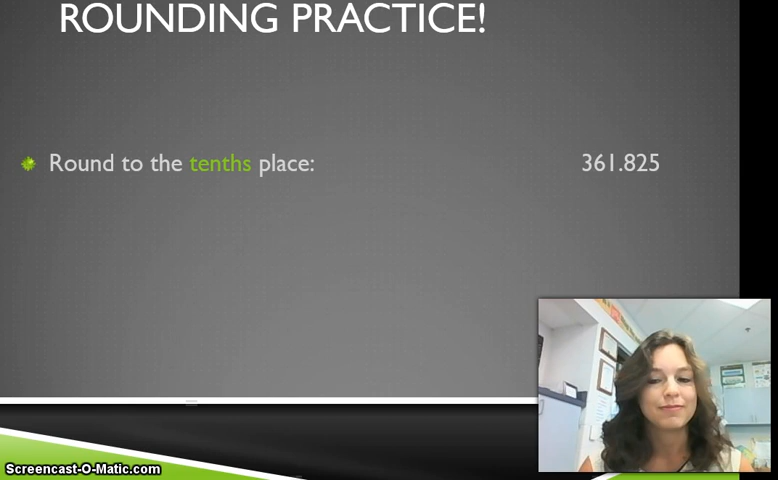 ROUNDING PRACTICE!
Round to the tenths place: 361.825
Screencast-O-Matic.com